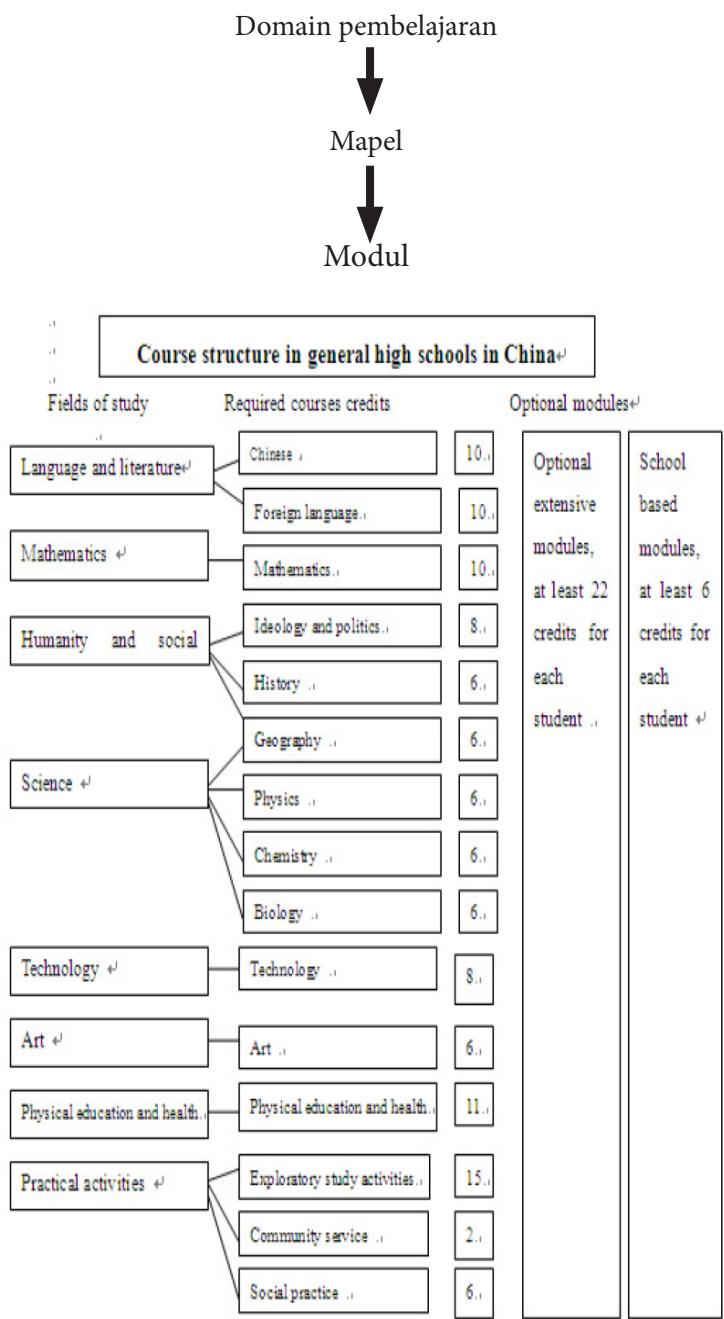 Domain pembelajaran
Mapel
Modul
Course structure in general high schools in China↵
Fields of study Required courses credits Optional modules↵
Language and literature↵
Chinese
10
Foreign language
10
Mathematics ↵
Mathematics
10
Humanity and social
Ideology and politics
8
History
6
Geography
6
Science ↵
Physics
6
Chemistry
6
Biology
6
Technology ↵
Technology
8
Art ↵
Art
6
Physical education and health
Physical education and health
11
Practical activities ↵
Exploratory study activities
15
Community service
2
Social practice
6
Optional
extensive
modules,
at least 22
credits for
each
student
School
based
modules,
at least 6
credits for
each
student ↵